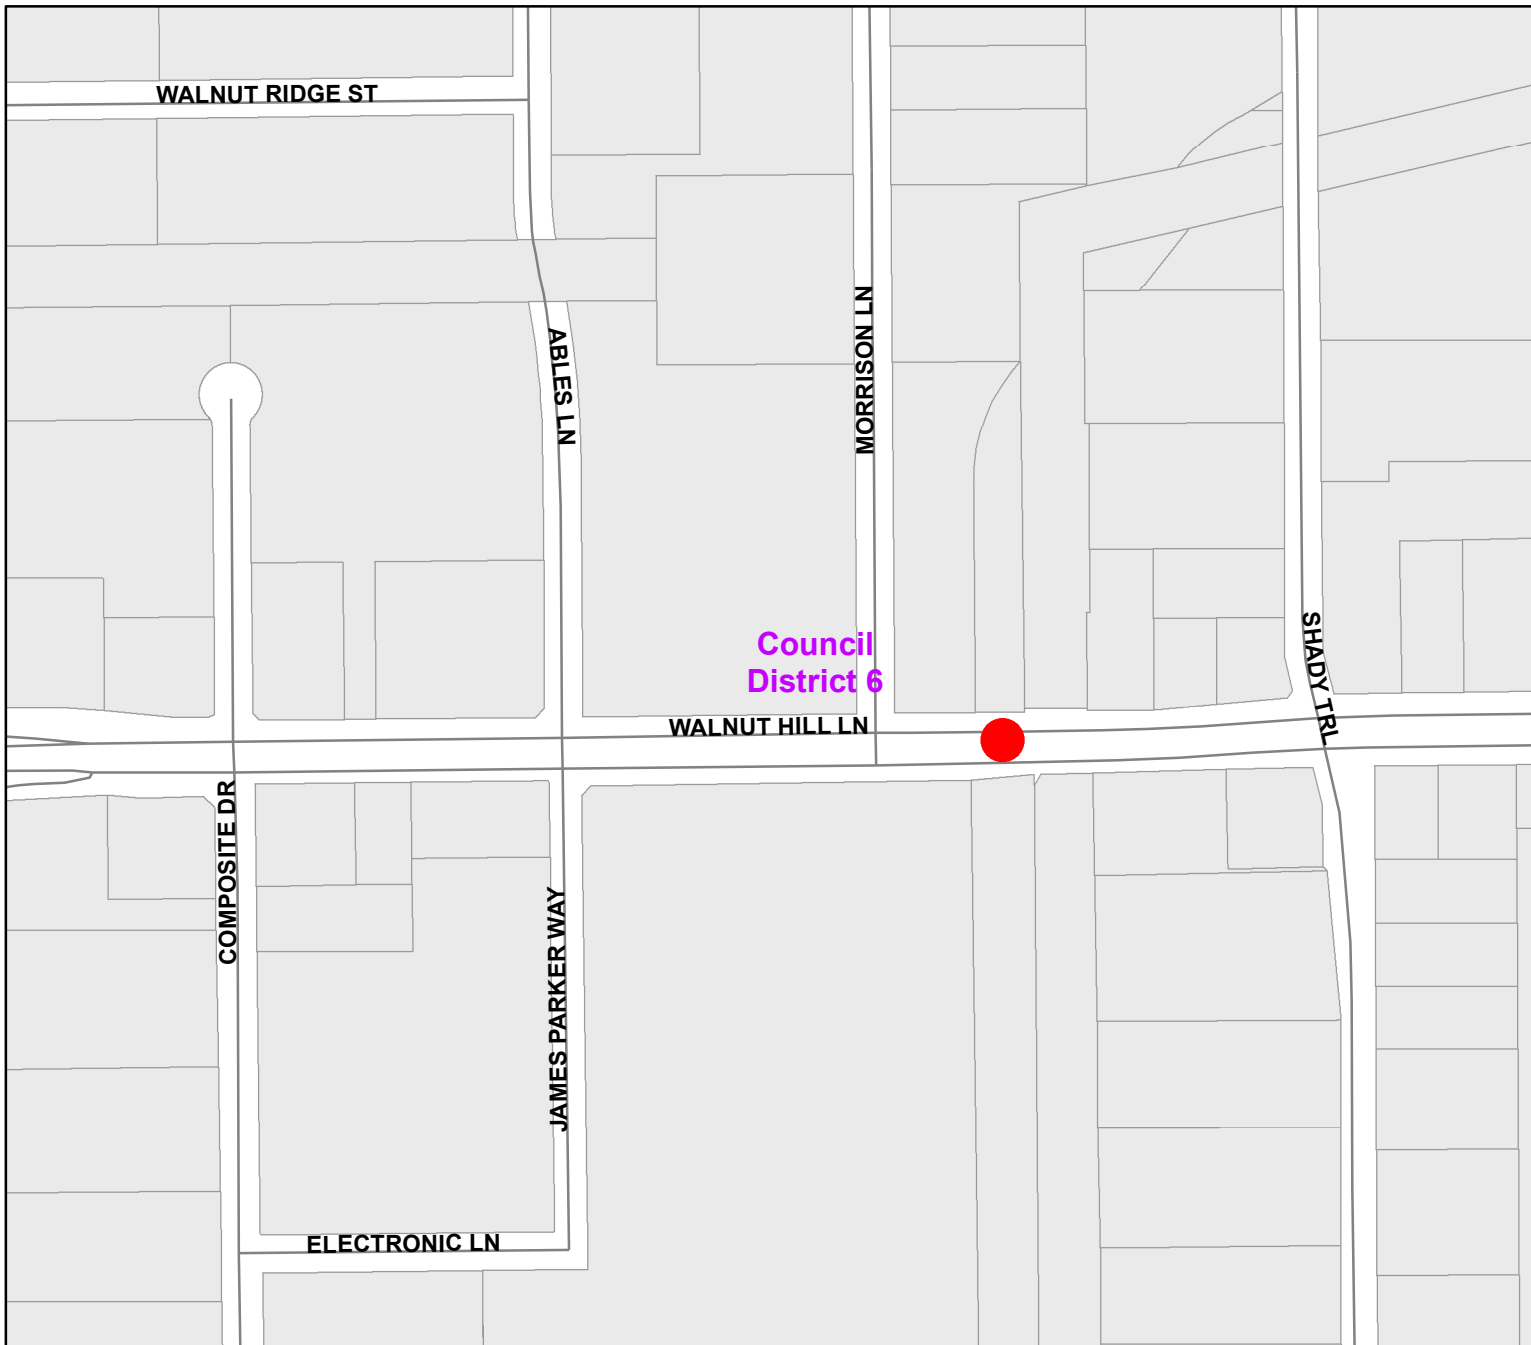 WALNUT RIDGE ST
MORRISON LN
ABLES LN
Council
District 6
SHADY TRL
WALNUT HILL LN
COMPOSITE DR
JAMES PARKER WAY
ELECTRONIC LN